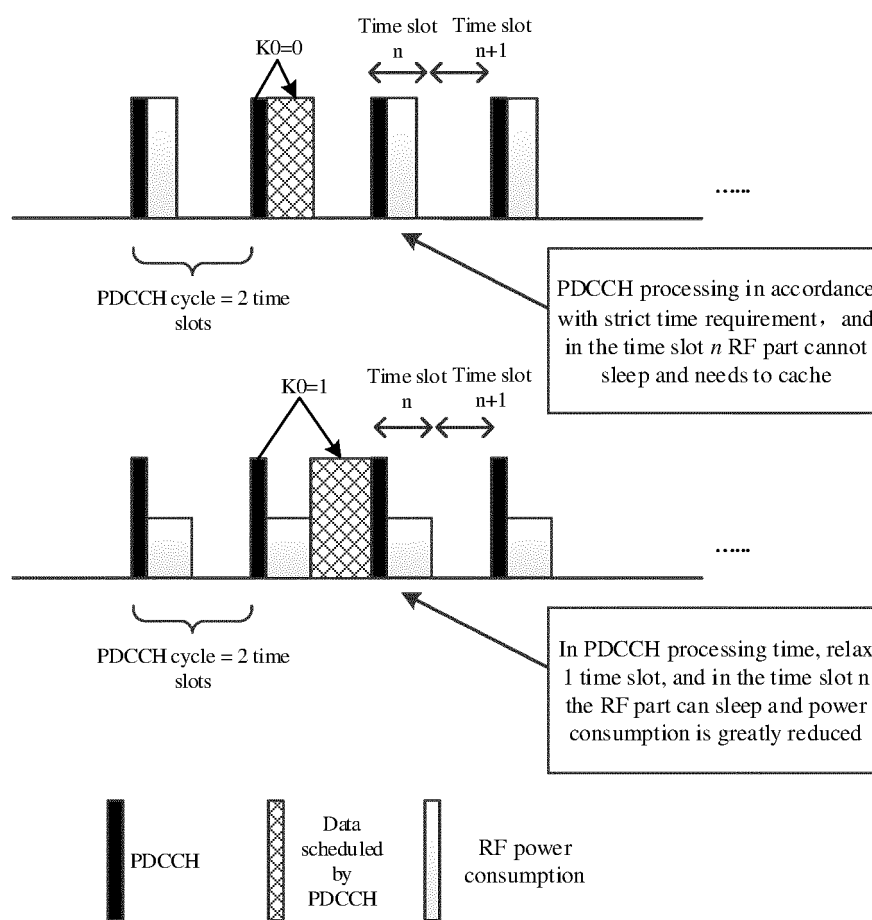 K0=0
Time slot
n
Time slot
n+1
......
PDCCH cycle = 2 time
slots
PDCCH processing in accordance
with strict time requirement, and
in the time slot n RF part cannot
sleep and needs to cache
K0=1
Time slot
n
Time slot
n+1
......
PDCCH cycle = 2 time
slots
In PDCCH processing time, relax
1 time slot, and in the time slot n
the RF part can sleep and power
consumption is greatly reduced
PDCCH
Data
scheduled
by
PDCCH
RF power
consumption